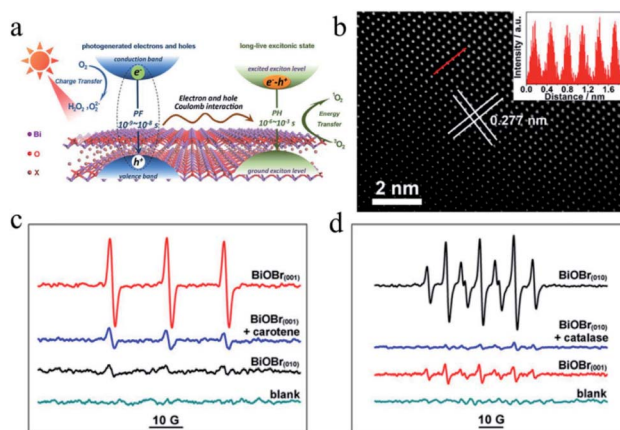 a
photogenerated electrons and holes
long-live excitonic state
conduction band
excited exciton level
O₂
e⁻
e⁻-h⁺
Charge Transfer
H₂O₂ ,O₂•⁻
PF
10⁻⁹~10⁻⁸ s
Electron and hole
Coulomb interaction
PH
10⁻⁶~10⁻³ s
¹O₂
Energy
Transfer
³O₂
Bi
O
X
h⁺
valence band
ground exciton level
b
Intensity / a.u.
0.0 0.4 0.8 1.2 1.6
Distance / nm
0.277 nm
2 nm
c
BiOBr(001)
BiOBr(001)
+ carotene
BiOBr(010)
blank
10 G
d
BiOBr(010)
BiOBr(010)
+ catalase
BiOBr(001)
blank
10 G